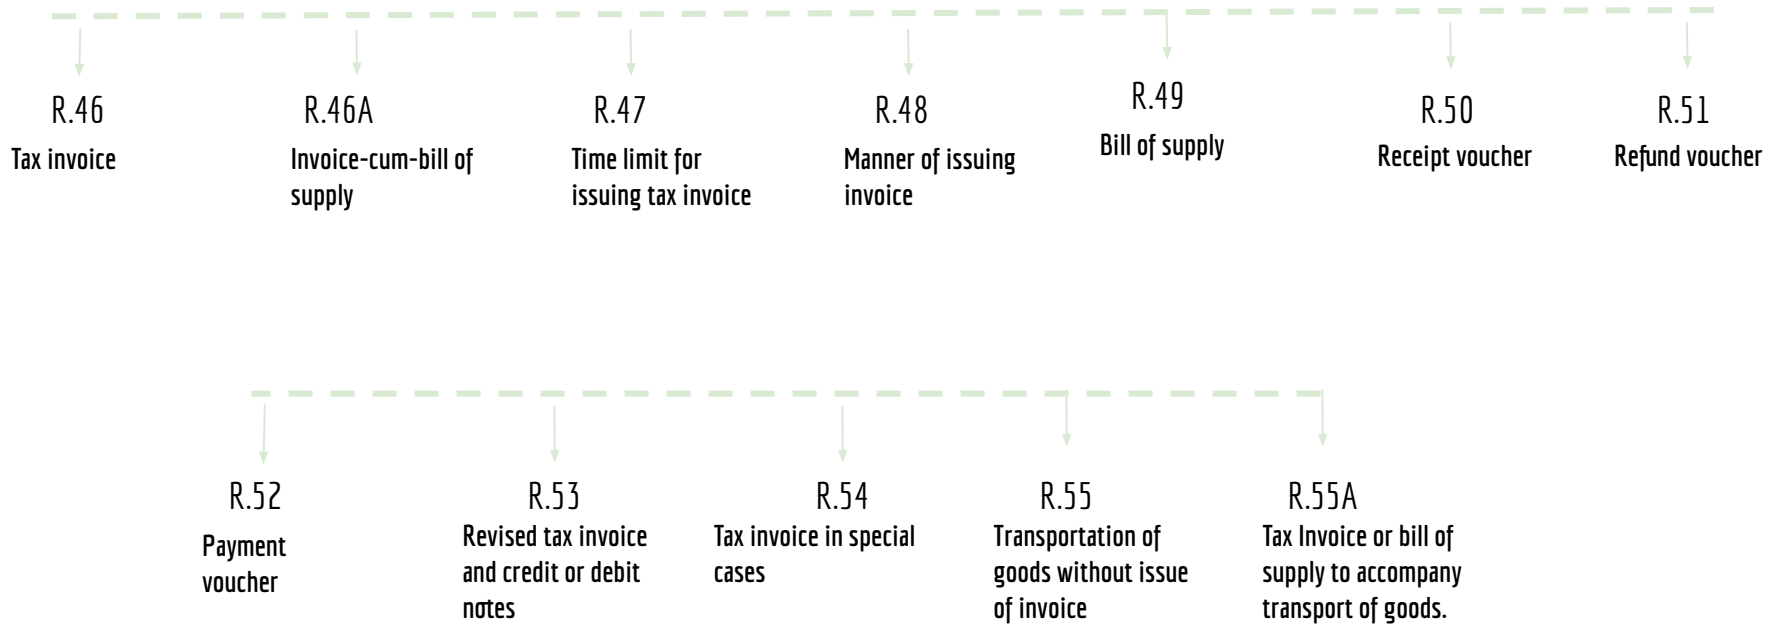 R.46
Tax invoice
R.46A
Invoice-cum-bill of
supply
R.47
Time limit for
issuing tax invoice
R.48
Manner of issuing
invoice
R.49
Bill of supply
R.50
Receipt voucher
R.51
Refund voucher
R.52
Payment
voucher
R.53
Revised tax invoice
and credit or debit
notes
R.54
Tax invoice in special
cases
R.55
Transportation of
goods without issue
of invoice
R.55A
Tax Invoice or bill of
supply to accompany
transport of goods.